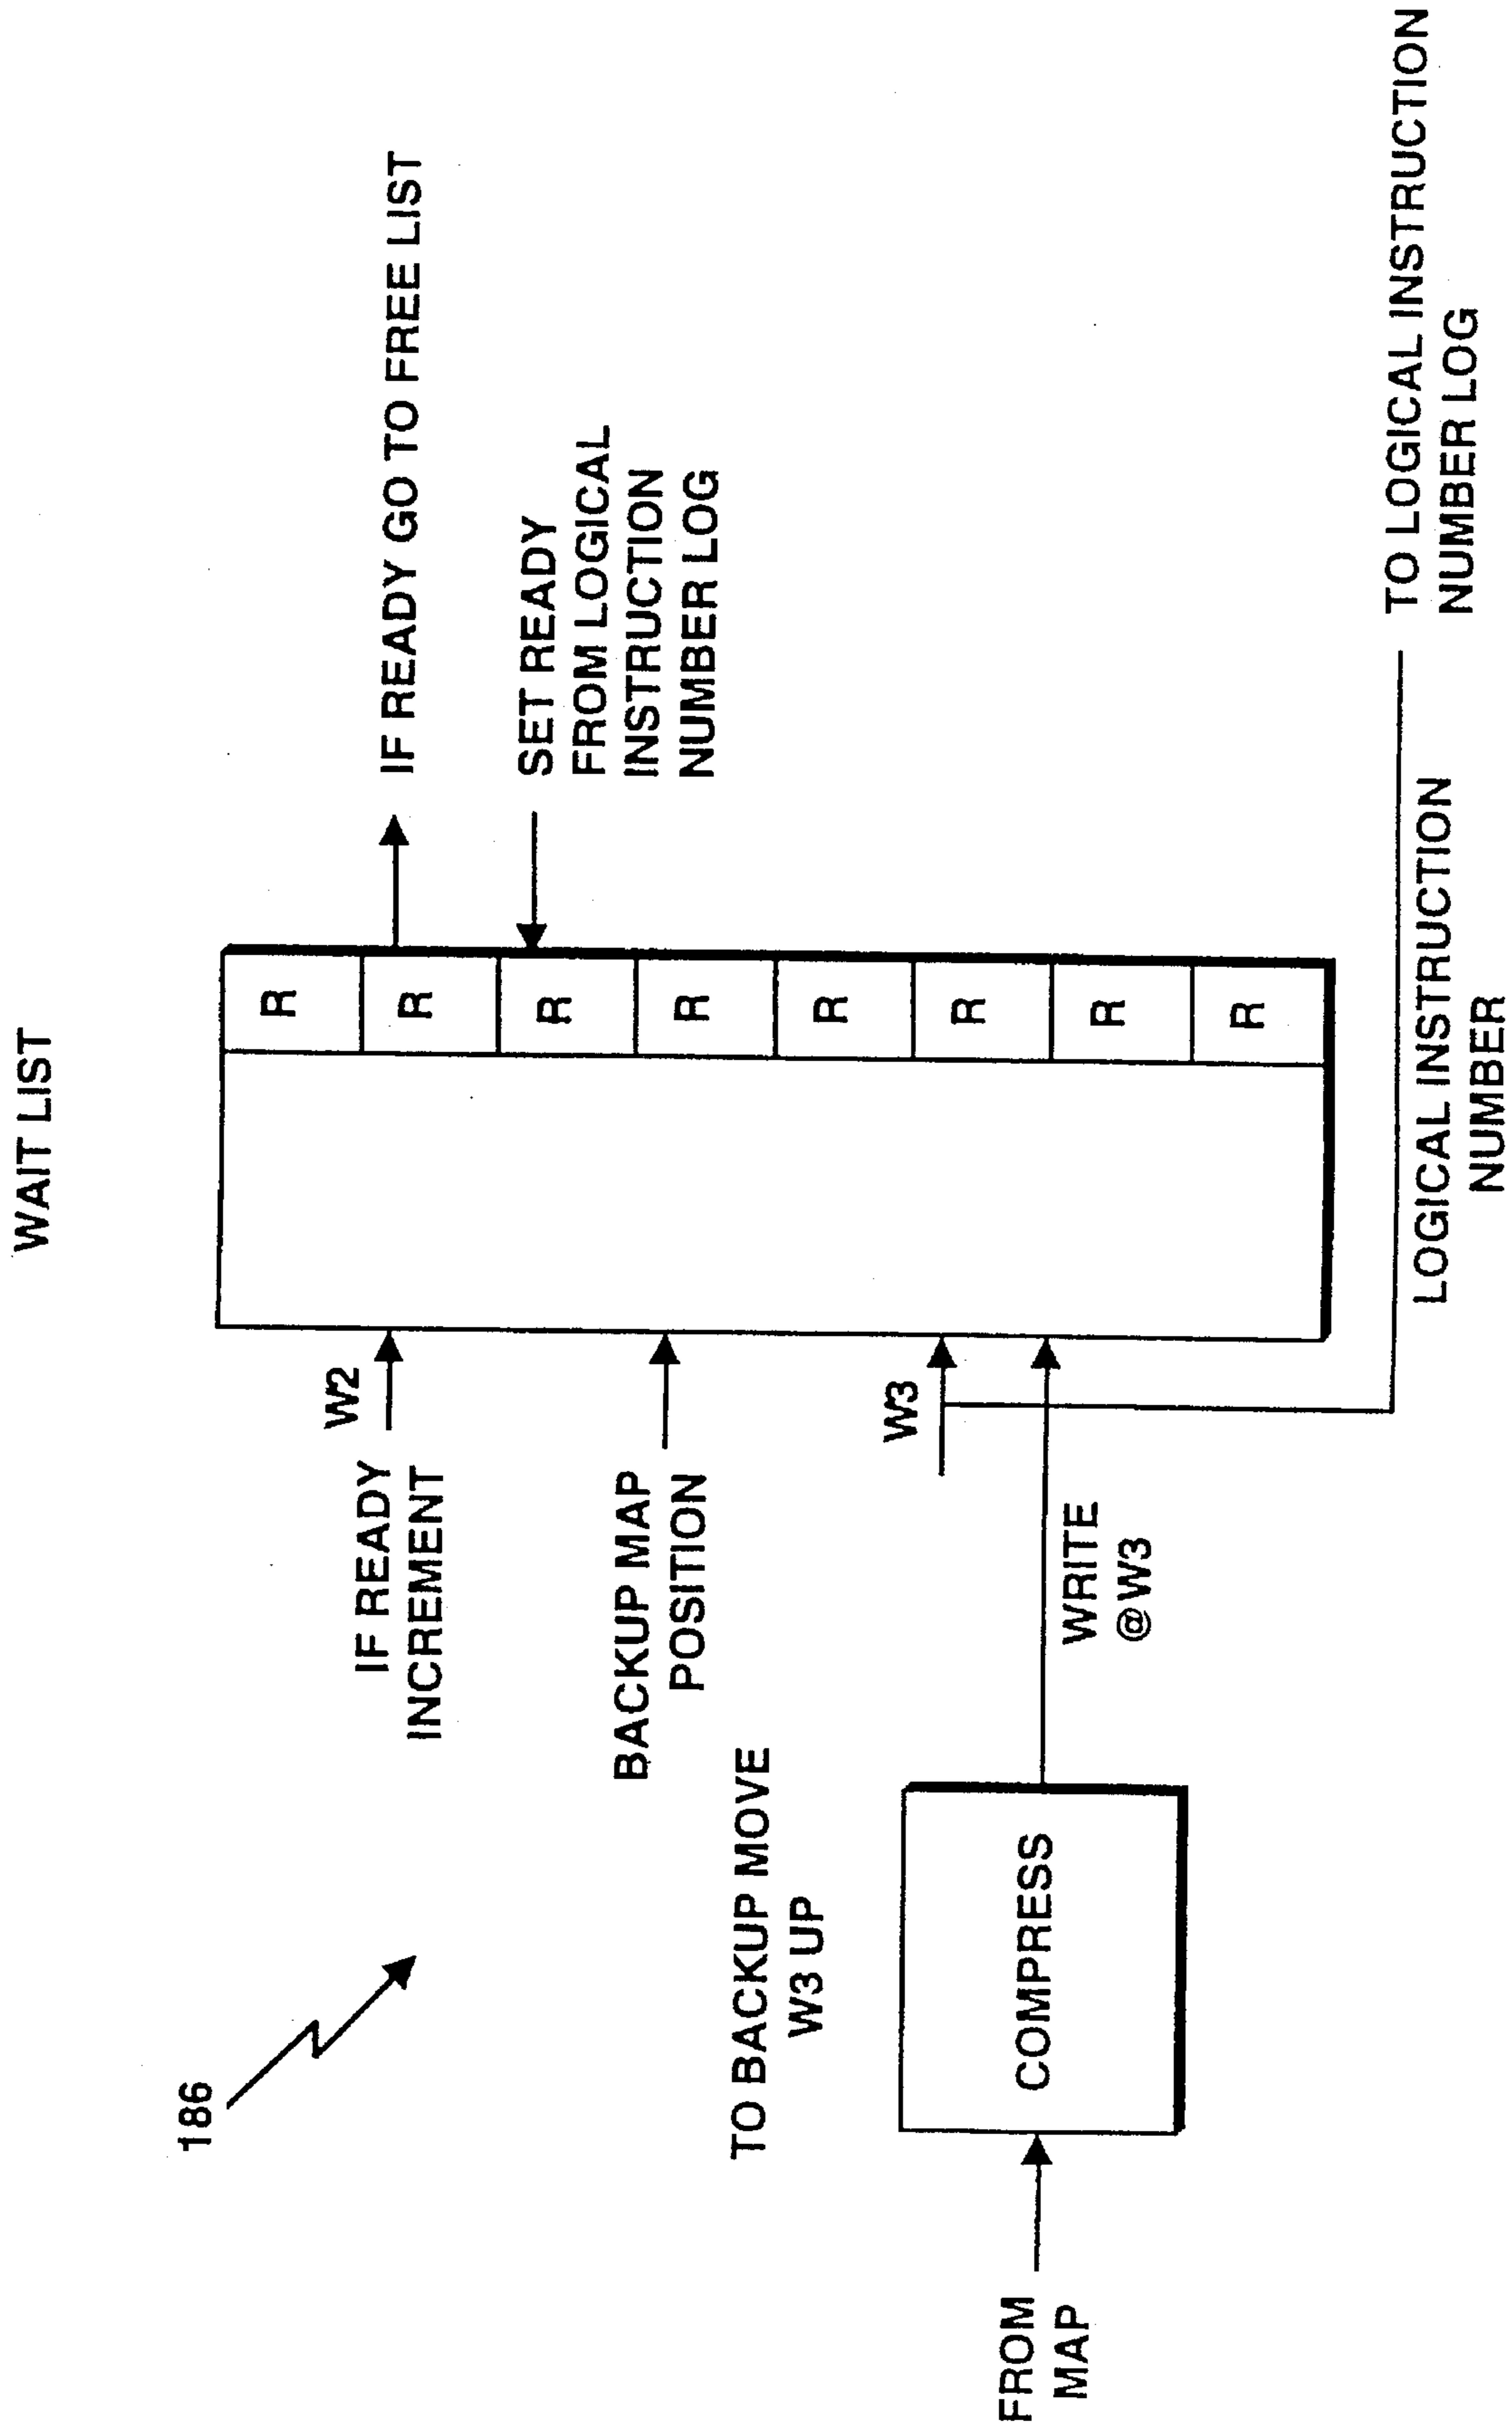 WAIT LIST
186
W2
IF READY
INCREMENT
IF READY GO TO FREE LIST
R
R
R
R
R
R
R
R
SET READY
FROM LOGICAL
INSTRUCTION
NUMBER LOG
BACKUP MAP
POSITION
TO BACKUP MOVE
W3 UP
W3
FROM
MAP
COMPRESS
WRITE
@W3
LOGICAL INSTRUCTION
NUMBER
TO LOGICAL INSTRUCTION
NUMBER LOG